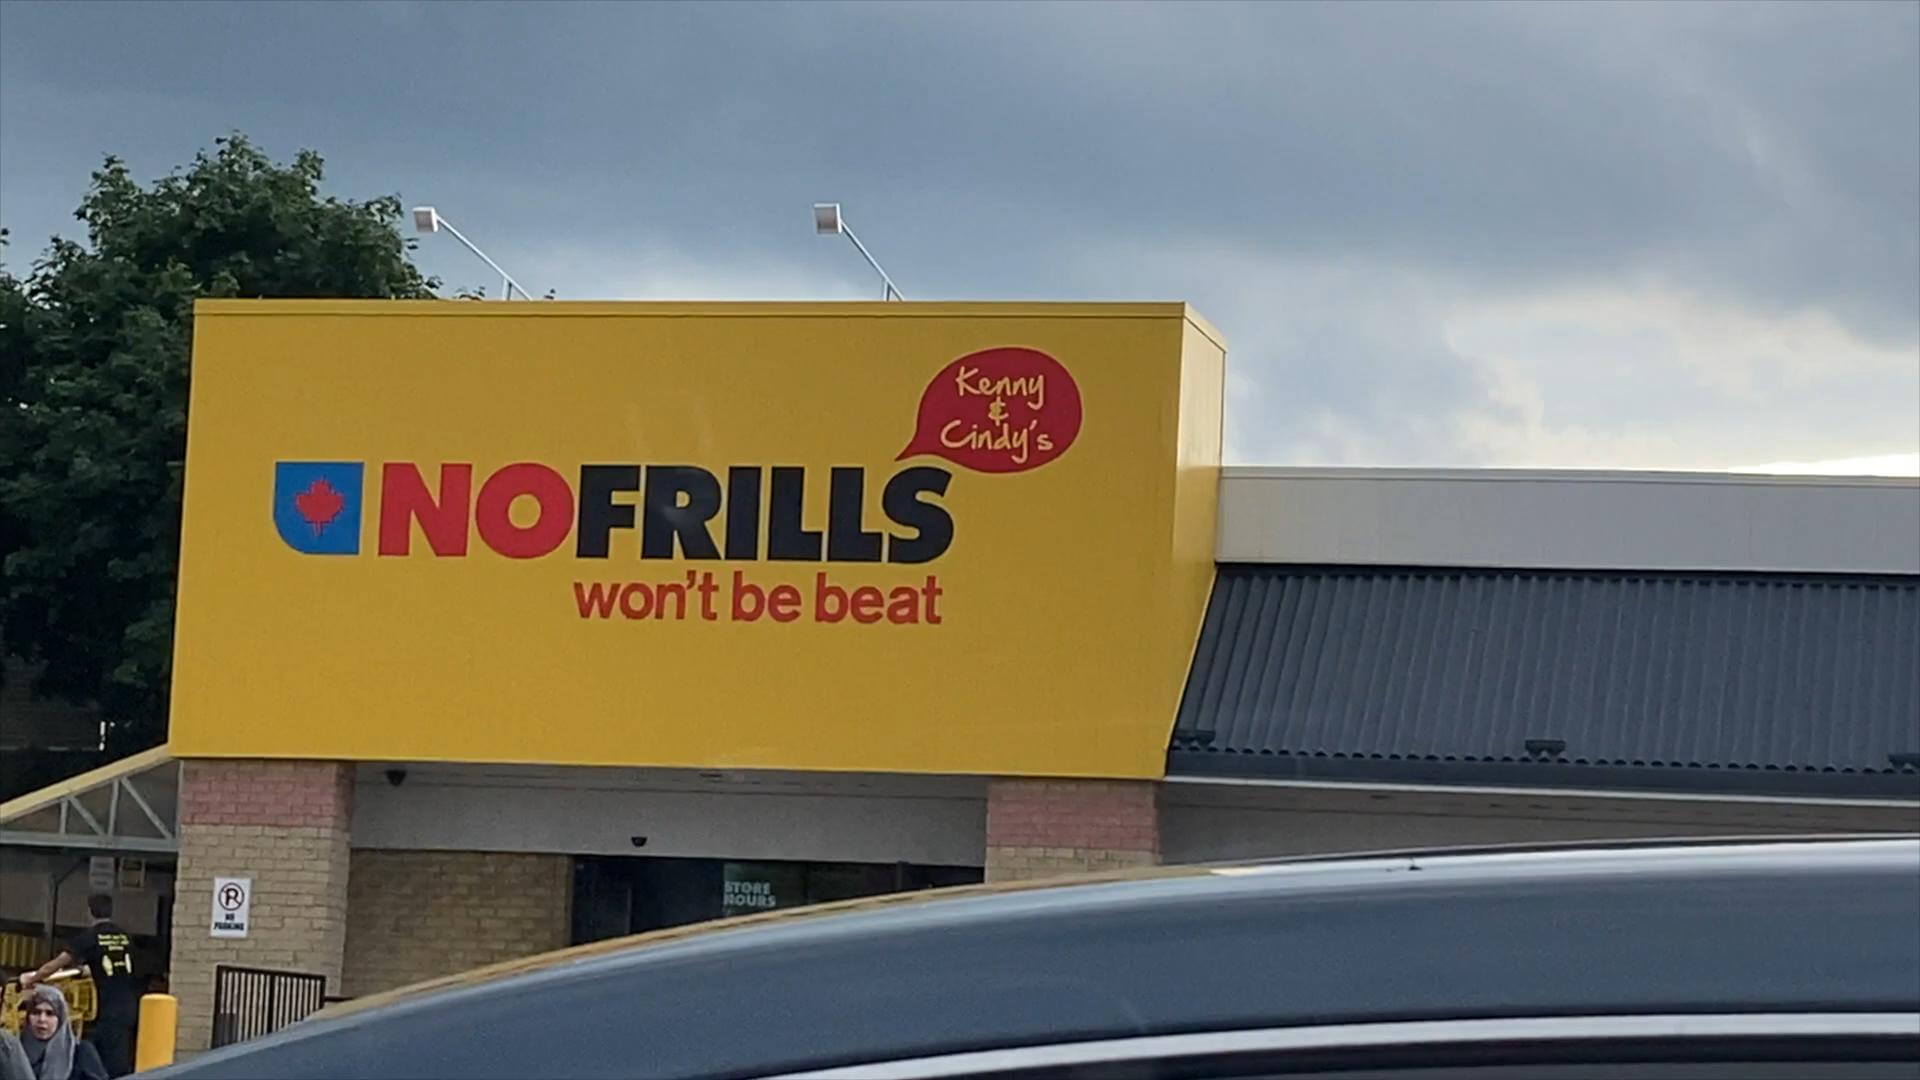 Kenny
&
Cindy's
NOFRILLS
won't be beat
STORE
HOURS
NO
PARKING